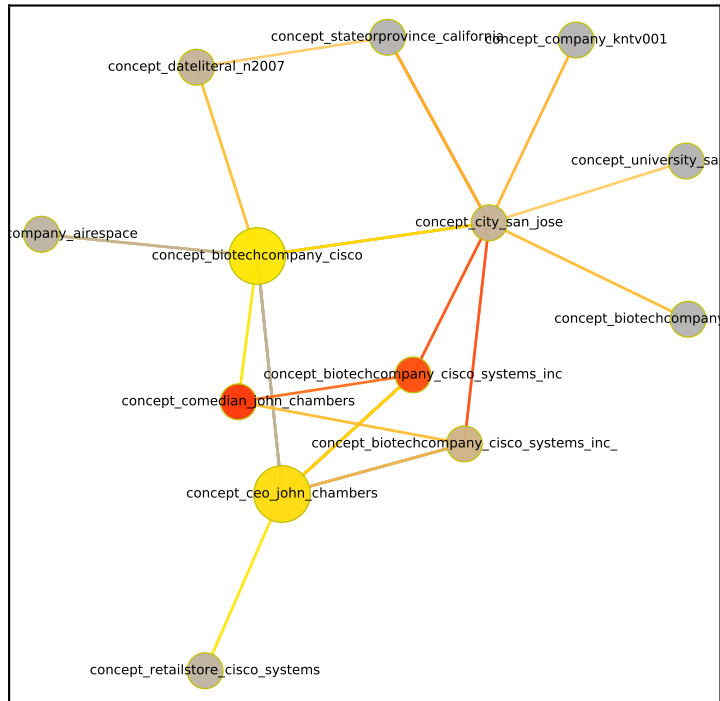 concept_stateorprovince_california
concept_company_kntv001
concept_dateliteral_n2007
concept_university_sa
concept_city_san_jose
company_airespace
concept_biotechcompany_cisco
concept_biotechcompany
concept_biotechcompany_cisco_systems_inc
concept_comedian_john_chambers
concept_biotechcompany_cisco_systems_inc_
concept_ceo_john_chambers
concept_retailstore_cisco_systems